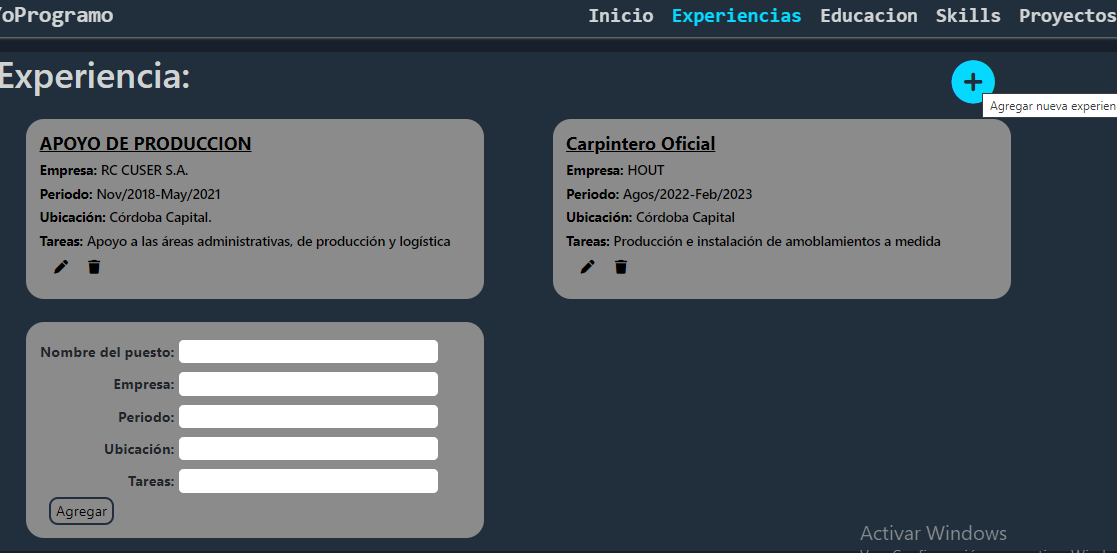 YoProgramo
Inicio Experiencias Educacion Skills Proyectos
Experiencia:
Agregar nueva experien
APOYO DE PRODUCCION
Empresa: RC CUSER S.A.
Periodo: Nov/2018-May/2021
Ubicación: Córdoba Capital.
Tareas: Apoyo a las áreas administrativas, de producción y logística
Carpintero Oficial
Empresa: HOUT
Periodo: Agos/2022-Feb/2023
Ubicación: Córdoba Capital
Tareas: Producción e instalación de amoblamientos a medida
Nombre del puesto:
Empresa:
Periodo:
Ubicación:
Tareas:
Agregar
Activar Windows